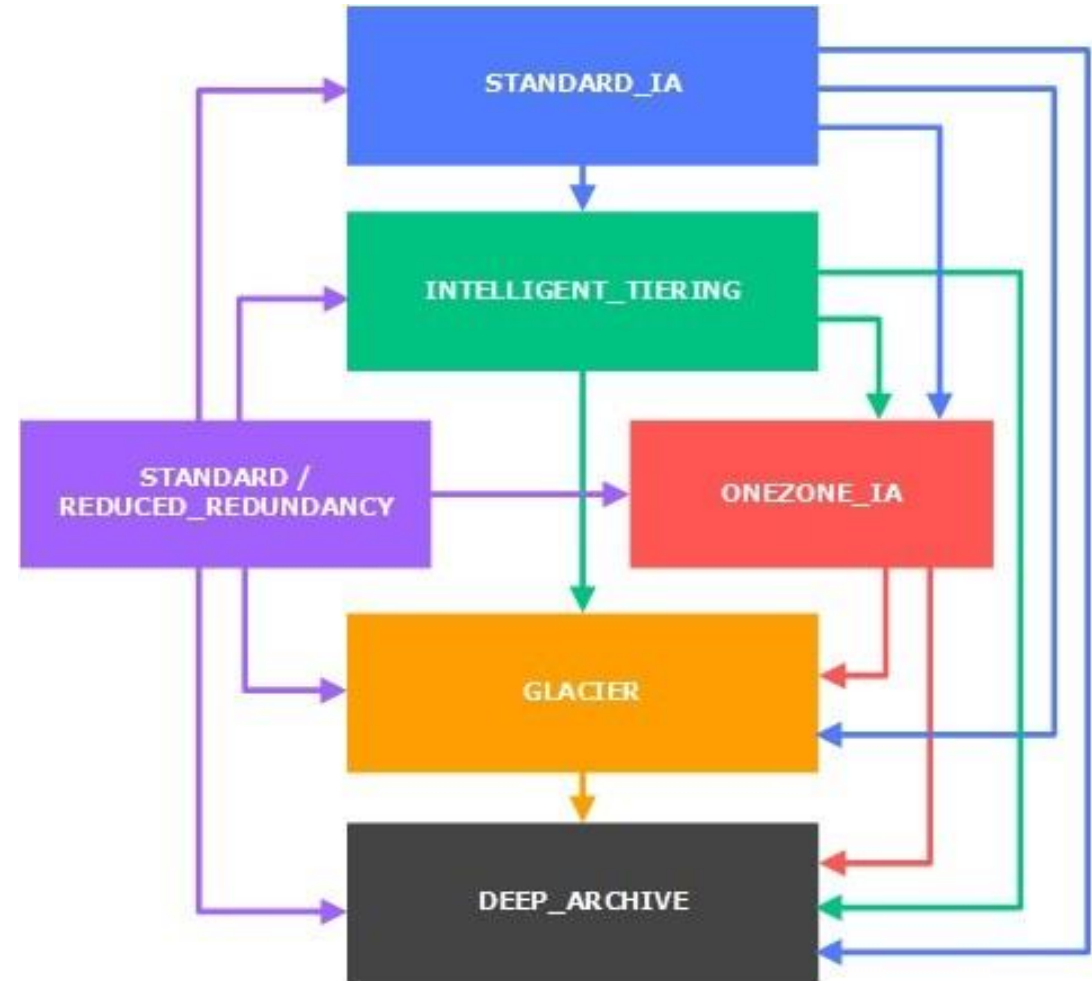 STANDARD_IA
INTELLIGENT_TIERING
STANDARD /
REDUCED_REDUNDANCY
ONEZONE_IA
GLACIER
DEEP_ARCHIVE